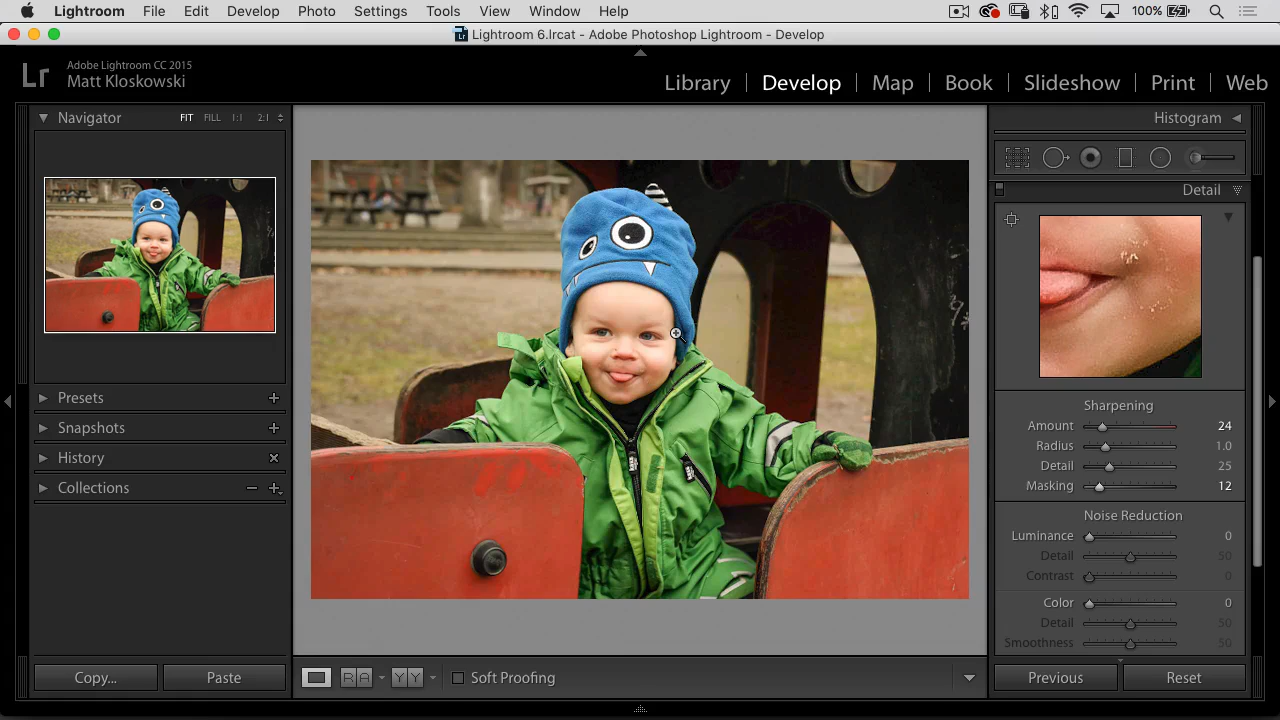 Lightroom File Edit Develop Photo Settings Tools View Window Help 100%
Lr Lightroom 6.lrcat - Adobe Photoshop Lightroom - Develop
Lr Adobe Lightroom CC 2015
Matt Kloskowski
Library Develop Map Book Slideshow Print Web
Navigator FIT FILL 1:1 2:1
Histogram
Detail
Presets
Snapshots
History
Collections
Sharpening
Amount 24
Radius 1.0
Detail 25
Masking 12
Noise Reduction
Luminance 0
Detail 50
Contrast 0
Color 0
Detail 50
Smoothness 50
Copy... Paste
R A Y Y Soft Proofing
Previous Reset